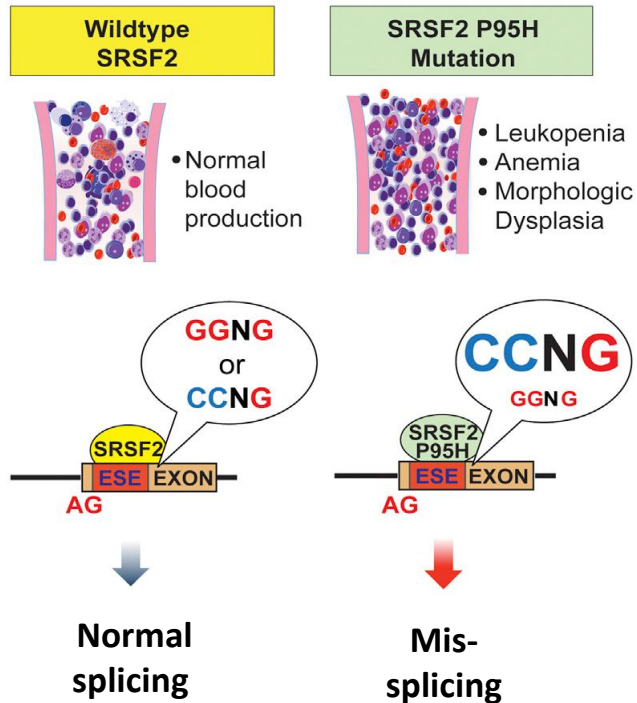 Wildtype
SRSF2
• Normal
blood
production
GGNG
or
CCNG
SRSF2
ESE EXON
AG
Normal
splicing
SRSF2 P95H
Mutation
• Leukopenia
• Anemia
• Morphologic
Dysplasia
CCNG
GGNG
SRSF2
P95H
ESE EXON
AG
Mis-
splicing